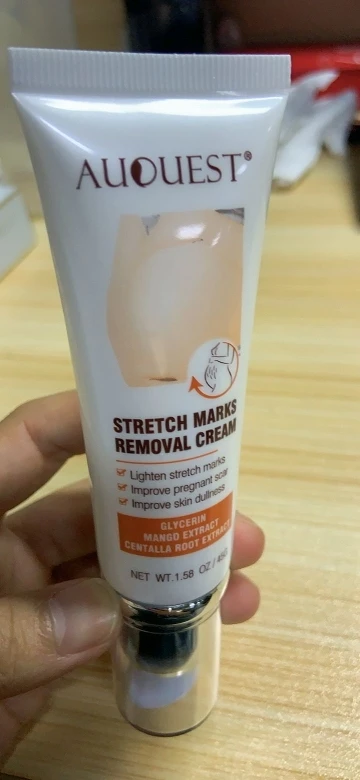 AUQUEST®
STRETCH MARKS
REMOVAL CREAM
Lighten stretch marks
Improve pregnant scar
Improve skin dullness
GLYCERIN
MANGO EXTRACT
CENTALLA ROOT EXTRACT
NET WT.1.58 OZ / 45G